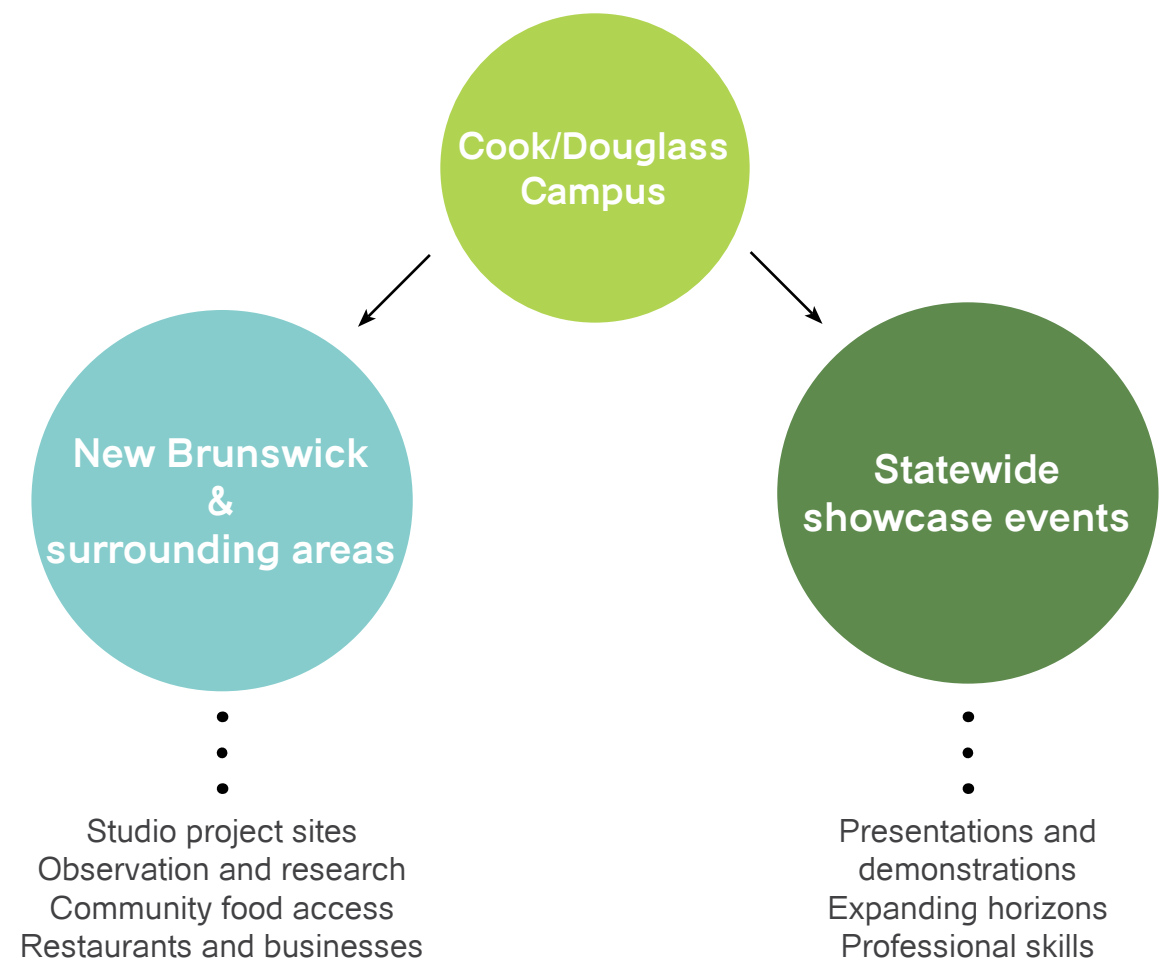 Cook/Douglass
Campus
New Brunswick
&
surrounding areas
Statewide
showcase events
Studio project sites
Observation and research
Community food access
Restaurants and businesses
Presentations and
demonstrations
Expanding horizons
Professional skills